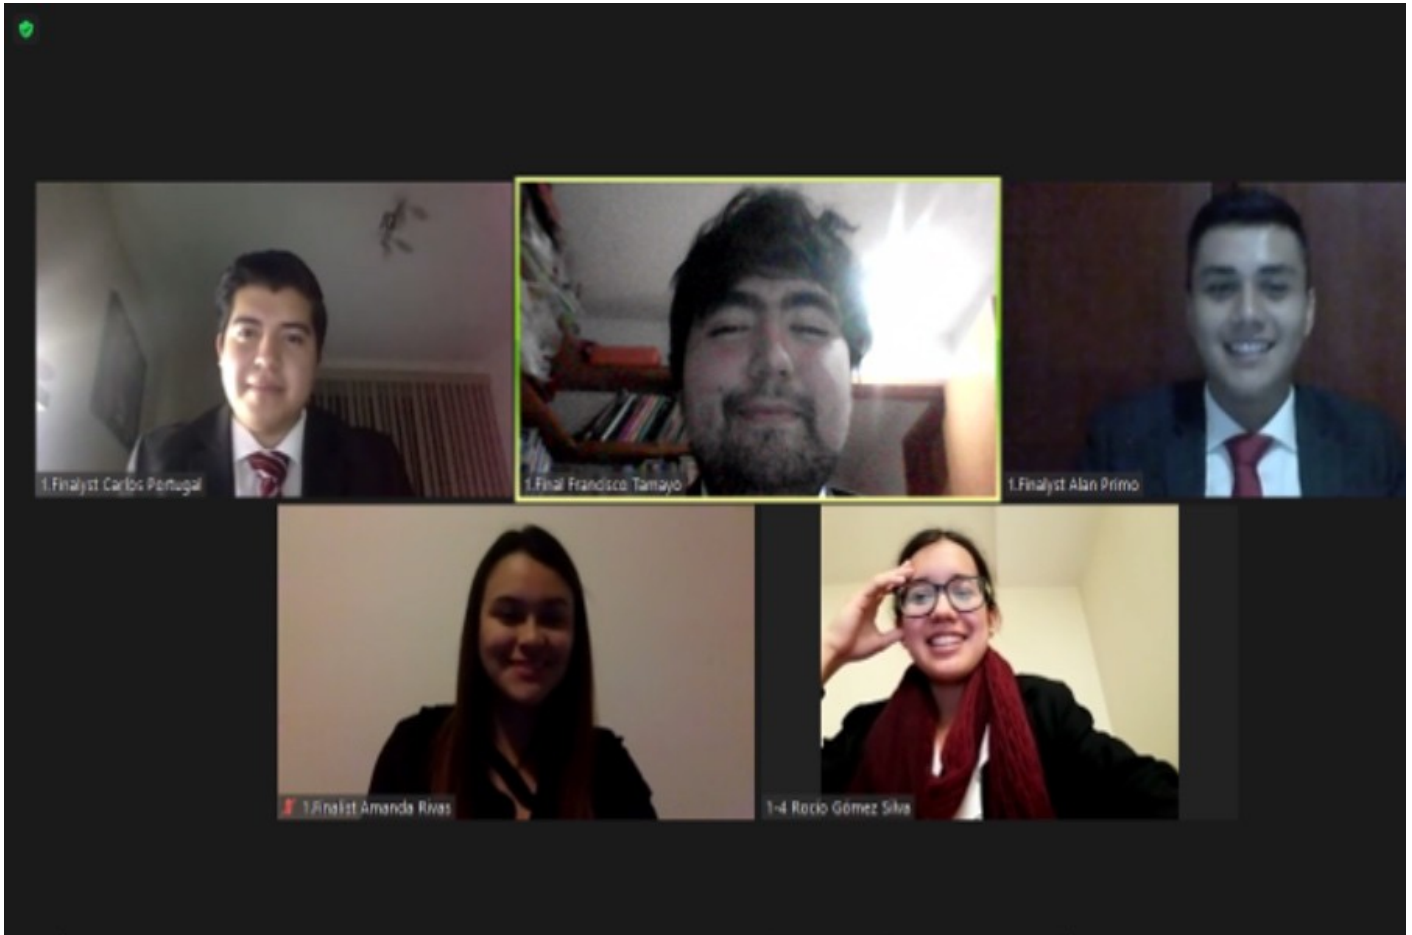 1.Finalyst Carlos Portugal
1.Final Francisco Tamayo
1.Finalyst Alan Primo
1.Finalist Amanda Rivas
1-4 Rocío Gómez Silva